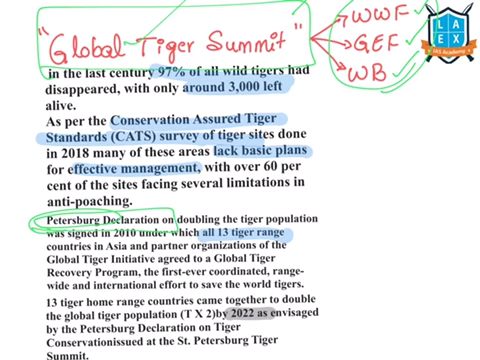 "Global Tiger Summit"
WWF
GEF
WB
LAEX
IAS Academy
in the last century 97% of all wild tigers had
disappeared, with only around 3,000 left
alive.
As per the Conservation Assured Tiger
Standards (CATS) survey of tiger sites done
in 2018 many of these areas lack basic plans
for effective management, with over 60 per
cent of the sites facing several limitations in
anti-poaching.
Petersburg Declaration on doubling the tiger population
was signed in 2010 under which all 13 tiger range
countries in Asia and partner organizations of the
Global Tiger Initiative agreed to a Global Tiger
Recovery Program, the first-ever coordinated, range-
wide and international effort to save the world tigers.
13 tiger home range countries came together to double
the global tiger population (T X 2)by 2022 as envisaged
by the Petersburg Declaration on Tiger
Conservationissued at the St. Petersburg Tiger
Summit.